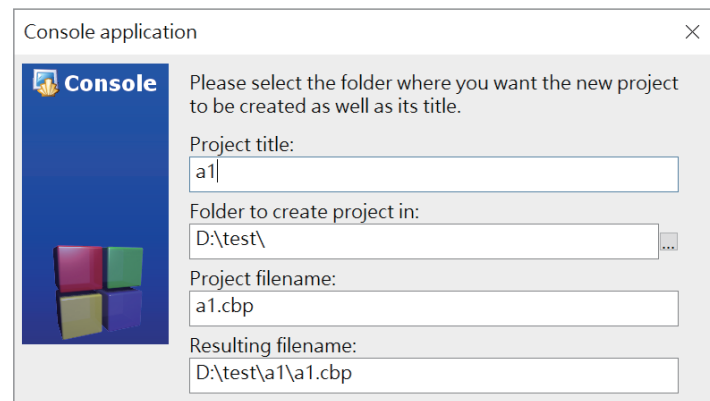 Console application
Console
Please select the folder where you want the new project
to be created as well as its title.
Project title:
a1
Folder to create project in:
D:\test\
...
Project filename:
a1.cbp
Resulting filename:
D:\test\a1\a1.cbp